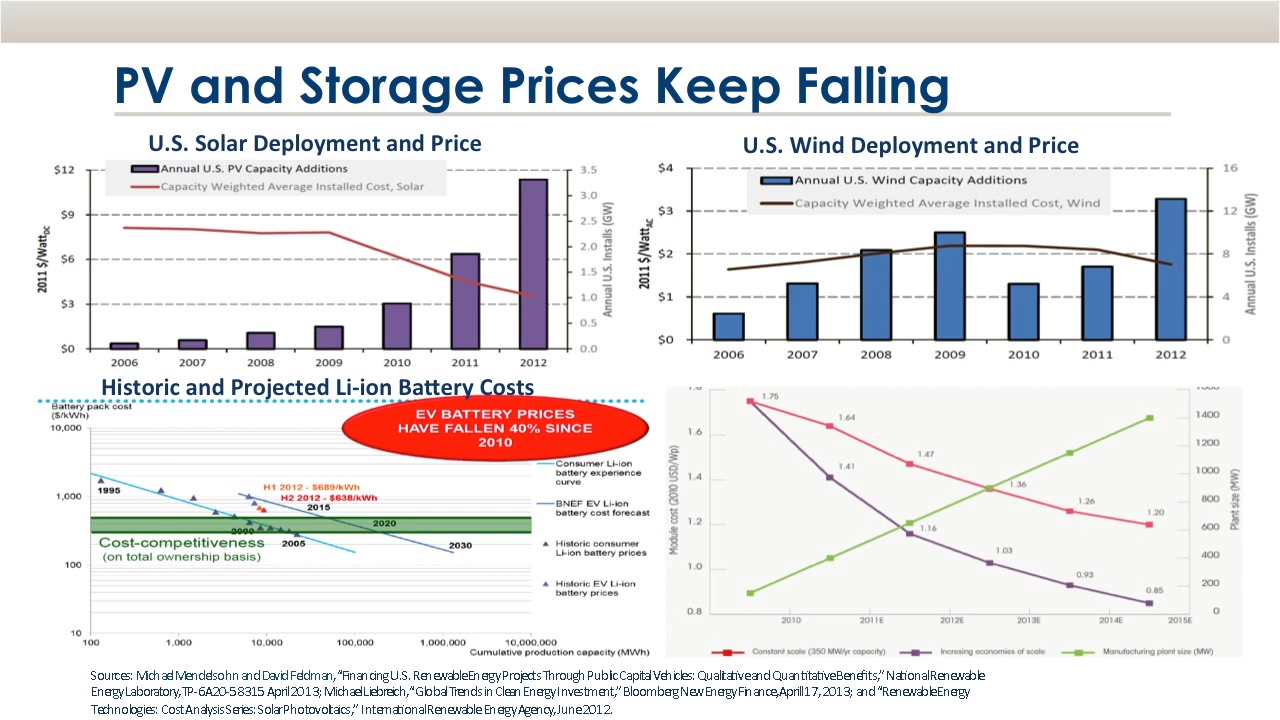 PV and Storage Prices Keep Falling
U.S. Solar Deployment and Price
Annual U.S. PV Capacity Additions
Capacity Weighted Average Installed Cost, Solar
$12
$9
$6
$3
$0
2011 $/WattDC
3.5
3.0
2.5
2.0
1.5
1.0
0.5
0.0
Annual U.S. Installs (GW)
2006 2007 2008 2009 2010 2011 2012
U.S. Wind Deployment and Price
Annual U.S. Wind Capacity Additions
Capacity Weighted Average Installed Cost, Wind
$4
$3
$2
$1
$0
2011 $/WattAC
16
12
8
4
0
Annual U.S. Installs (GW)
2006 2007 2008 2009 2010 2011 2012
Historic and Projected Li-ion Battery Costs
Battery pack cost
($/kWh)
EV BATTERY PRICES
HAVE FALLEN 40% SINCE
2010
10,000
1,000
100
10
1995
H1 2012 - $689/kWh
H2 2012 - $638/kWh
2015
2000
2020
2005
2030
Cost-competitiveness
(on total ownership basis)
Consumer Li-ion
battery experience
curve
BNEF EV Li-ion
battery cost forecast
Historic consumer
Li-ion battery prices
Historic EV Li-ion
battery prices
100 1,000 10,000 100,000 1,000,000 10,000,000
Cumulative production capacity (MWh)
1.8
1.6
1.4
1.2
1.0
0.8
Module cost (2010 USD/Wp)
1.75
1.64
1.47
1.36
1.26
1.20
1.41
1.16
1.03
0.93
0.85
1600
1400
1200
1000
800
600
400
200
0
Plant size (MW)
2010 2011E 2012E 2013E 2014E 2015E
Constant scale (350 MW/yr capacity)
Incresing economies of scale
Manufacturing plant size (MW)
Sources: Michael Mendelsohn and David Feldman, "Financing U.S. Renewable Energy Projects Through Public Capital Vehicles: Qualitative and Quantitative Benefits," National Renewable
Energy Laboratory, TP-6A20-58315 April 2013; Michael Liebreich, "Global Trends in Clean Energy Investment," Bloomberg New Energy Finance, April 17, 2013; and "Renewable Energy
Technologies: Cost Analysis Series: Solar Photovoltaics," International Renewable Energy Agency, June 2012.